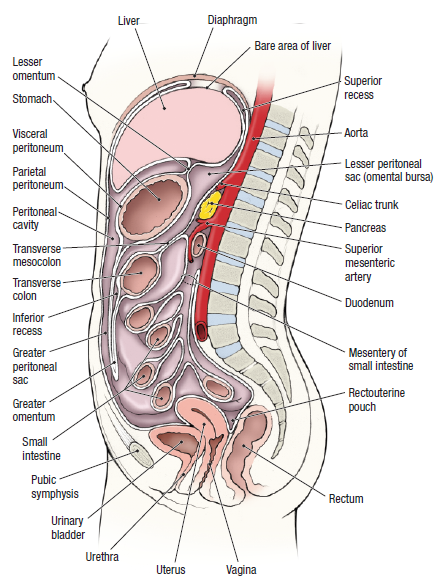 Liver
Diaphragm
Bare area of liver
Lesser
omentum
Stomach
Visceral
peritoneum
Parietal
peritoneum
Peritoneal
cavity
Transverse
mesocolon
Transverse
colon
Inferior
recess
Greater
peritoneal
sac
Greater
omentum
Small
intestine
Pubic
symphysis
Urinary
bladder
Urethra
Uterus
Vagina
Superior
recess
Aorta
Lesser peritoneal
sac (omental bursa)
Celiac trunk
Pancreas
Superior
mesenteric
artery
Duodenum
Mesentery of
small intestine
Rectouterine
pouch
Rectum